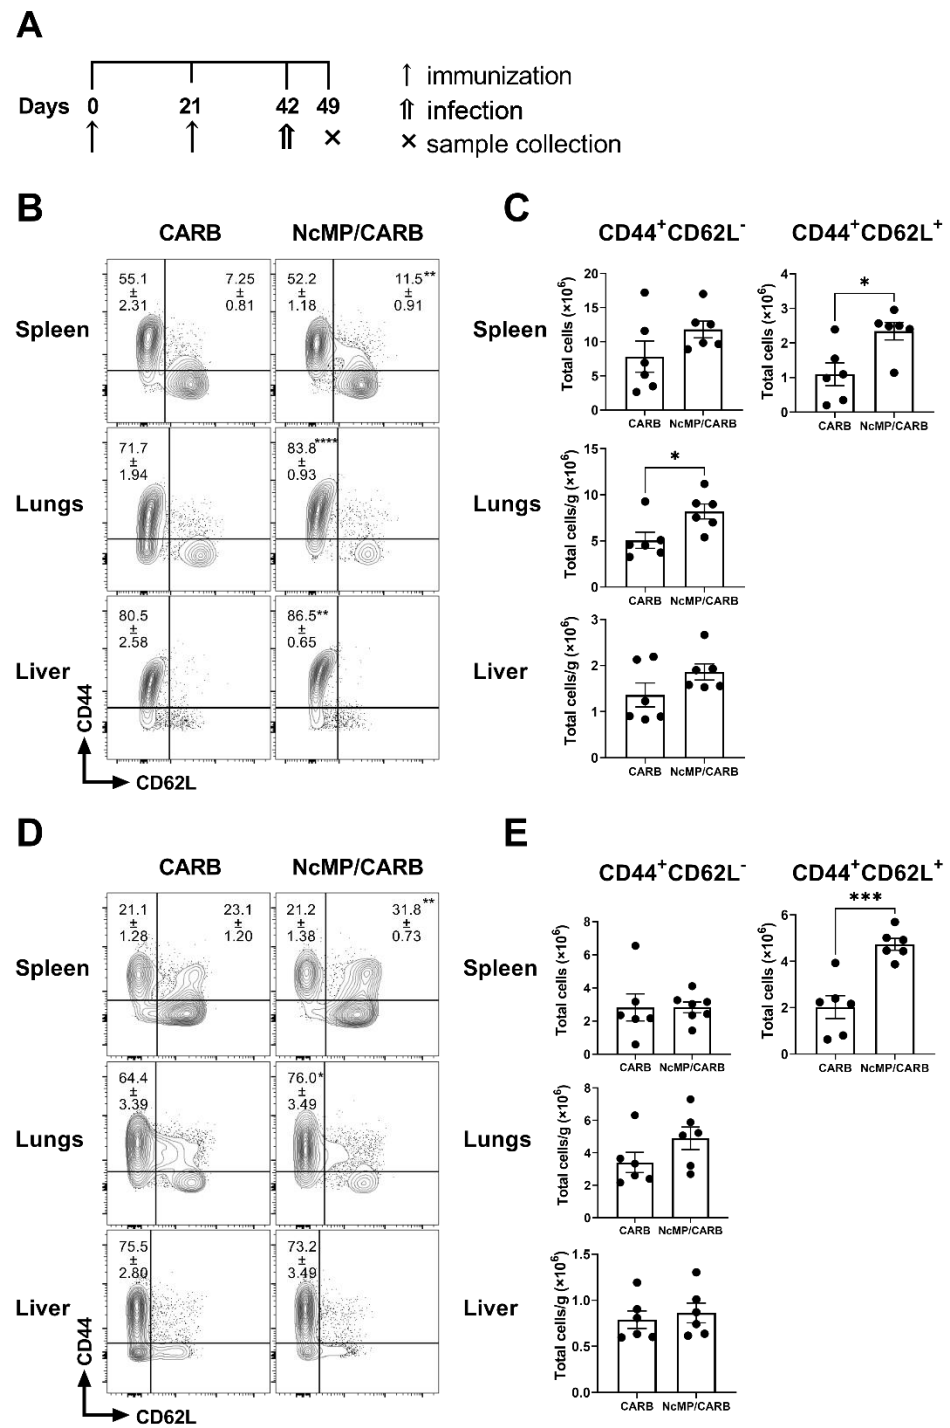 A
Days 0 21 42 49
↑ immunization
⇑ infection
× sample collection
B
CARB NcMP/CARB
Spleen
55.1 ± 2.31
7.25 ± 0.81
52.2 ± 1.18
11.5** ± 0.91
Lungs
71.7 ± 1.94
83.8**** ± 0.93
Liver
80.5 ± 2.58
86.5** ± 0.65
CD44
CD62L
C
CD44+CD62L-
CD44+CD62L+
Spleen
Total cells (×10⁶)
20
15
10
5
0
CARB NcMP/CARB
Total cells (×10⁶)
4
3
2
1
0
*
CARB NcMP/CARB
Lungs
Total cells/g (×10⁶)
15
10
5
0
*
CARB NcMP/CARB
Liver
Total cells/g (×10⁶)
3
2
1
0
CARB NcMP/CARB
D
CARB NcMP/CARB
Spleen
21.1 ± 1.28
23.1 ± 1.20
21.2 ± 1.38
31.8** ± 0.73
Lungs
64.4 ± 3.39
76.0* ± 3.49
Liver
75.5 ± 2.80
73.2 ± 3.49
CD44
CD62L
E
CD44+CD62L-
CD44+CD62L+
Spleen
Total cells (×10⁶)
8
6
4
2
0
CARB NcMP/CARB
Total cells (×10⁶)
6
4
2
0
***
CARB NcMP/CARB
Lungs
Total cells/g (×10⁶)
8
6
4
2
0
CARB NcMP/CARB
Liver
Total cells/g (×10⁶)
1.5
1.0
0.5
0.0
CARB NcMP/CARB